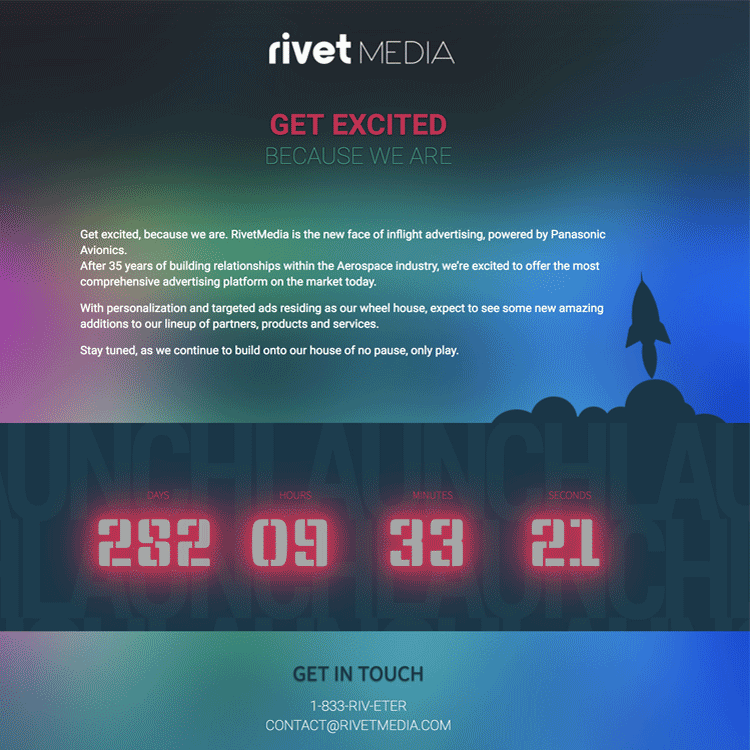 rivet MEDIA
GET EXCITED
BECAUSE WE ARE
Get excited, because we are. RivetMedia is the new face of inflight advertising, powered by Panasonic
Avionics.
After 35 years of building relationships within the Aerospace industry, we're excited to offer the most
comprehensive advertising platform on the market today.
With personalization and targeted ads residing as our wheel house, expect to see some new amazing
additions to our lineup of partners, products and services.
Stay tuned, as we continue to build onto our house of no pause, only play.
AUNCHLAUNCHLAU
DAYS HOURS MINUTES SECONDS
252 09 33 21
HLAUNCHLAUNCH
GET IN TOUCH
1-833-RIV-ETER
CONTACT@RIVETMEDIA.COM